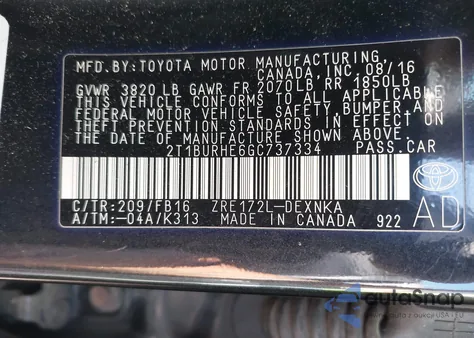 MFD.BY:TOYOTA MOTOR MANUFACTURING
CANADA, INC. 08/16
GVWR 3820 LB GAWR FR 2070 LB RR 1850LB
THIS VEHICLE CONFORMS TO ALL APPLICABLE
FEDERAL MOTOR VEHICLE SAFETY, BUMPER, AND
THEFT PREVENTION STANDARDS IN EFFECT ON
THE DATE OF MANUFACTURE SHOWN ABOVE.
2T1BURHE6GC737334 PASS.CAR
C/TR:209/FB16 ZRE172L-DEXNKA
A/TM:-04A/K313 MADE IN CANADA 922
TOYOTA
AD
autoSnap